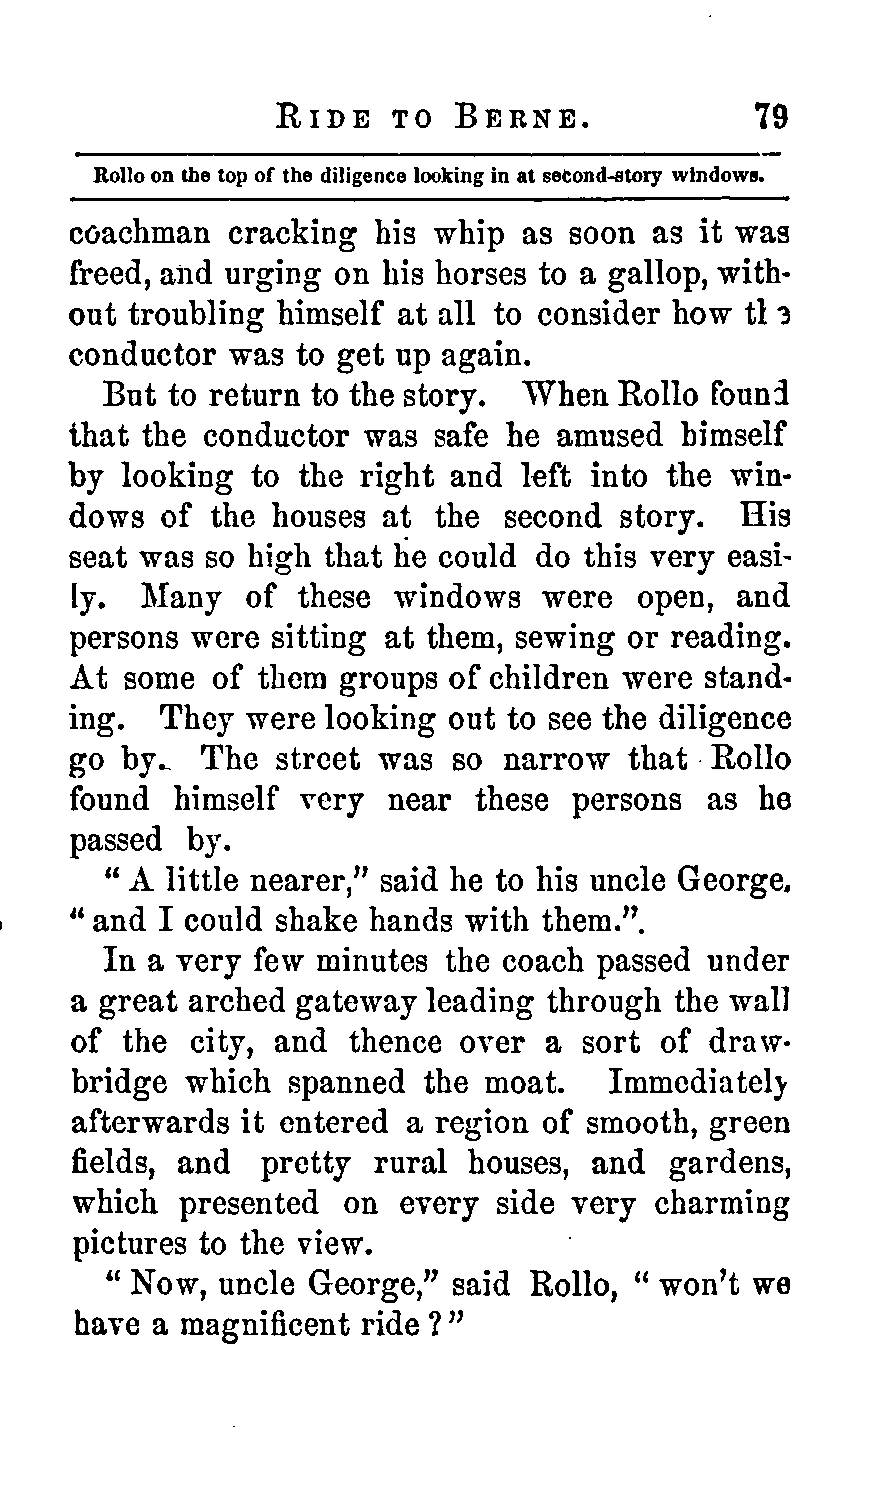 RIDE TO BERNE. 79
Rollo on the top of the diligence looking in at second-story windows.
coachman cracking his whip as soon as it was
freed, and urging on his horses to a gallop, with-
out troubling himself at all to consider how the
conductor was to get up again.
But to return to the story. When Rollo found
that the conductor was safe he amused himself
by looking to the right and left into the win-
dows of the houses at the second story. His
seat was so high that he could do this very easi-
ly. Many of these windows were open, and
persons were sitting at them, sewing or reading.
At some of them groups of children were stand-
ing. They were looking out to see the diligence
go by. The street was so narrow that Rollo
found himself very near these persons as he
passed by.
“ A little nearer,” said he to his uncle George,
“ and I could shake hands with them.”.
In a very few minutes the coach passed under
a great arched gateway leading through the wall
of the city, and thence over a sort of draw-
bridge which spanned the moat. Immediately
afterwards it entered a region of smooth, green
fields, and pretty rural houses, and gardens,
which presented on every side very charming
pictures to the view.
“ Now, uncle George,” said Rollo, “ won’t we
have a magnificent ride ? ”